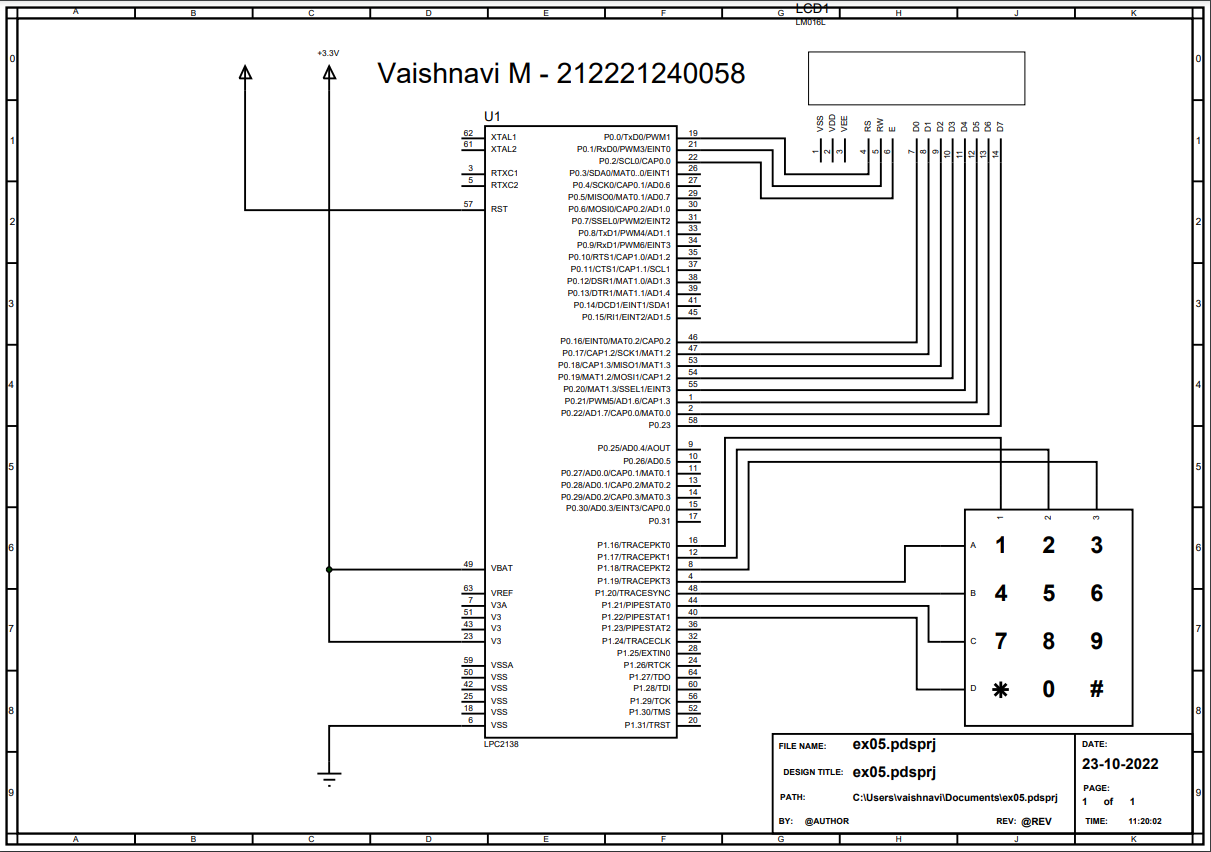 A B C D E F G H J K
LCD1
LM016L
+3.3V
Vaishnavi M - 212221240058
VSS VDD VEE RS RW E D0 D1 D2 D3 D4 D5 D6 D7
1 2 3 4 5 6 7 8 9 10 11 12 13 14
U1
62 XTAL1 P0.0/TxD0/PWM1 19
61 XTAL2 P0.1/RxD0/PWM3/EINT0 21
P0.2/SCL0/CAP0.0 22
3 RTXC1 P0.3/SDA0/MAT0..0/EINT1 26
5 RTXC2 P0.4/SCK0/CAP0.1/AD0.6 27
P0.5/MISO0/MAT0.1/AD0.7 29
57 RST P0.6/MOSI0/CAP0.2/AD1.0 30
P0.7/SSEL0/PWM2/EINT2 31
P0.8/TxD1/PWM4/AD1.1 33
P0.9/RxD1/PWM6/EINT3 34
P0.10/RTS1/CAP1.0/AD1.2 35
P0.11/CTS1/CAP1.1/SCL1 37
P0.12/DSR1/MAT1.0/AD1.3 38
P0.13/DTR1/MAT1.1/AD1.4 39
P0.14/DCD1/EINT1/SDA1 41
P0.15/RI1/EINT2/AD1.5 45
P0.16/EINT0/MAT0.2/CAP0.2 46
P0.17/CAP1.2/SCK1/MAT1.2 47
P0.18/CAP1.3/MISO1/MAT1.3 53
P0.19/MAT1.2/MOSI1/CAP1.2 54
P0.20/MAT1.3/SSEL1/EINT3 55
P0.21/PWM5/AD1.6/CAP1.3 1
P0.22/AD1.7/CAP0.0/MAT0.0 2
P0.23 58
P0.25/AD0.4/AOUT 9
P0.26/AD0.5 10
P0.27/AD0.0/CAP0.1/MAT0.1 11
P0.28/AD0.1/CAP0.2/MAT0.2 13
P0.29/AD0.2/CAP0.3/MAT0.3 14
P0.30/AD0.3/EINT3/CAP0.0 15
P0.31 17
P1.16/TRACEPKT0 16
P1.17/TRACEPKT1 12
49 VBAT P1.18/TRACEPKT2 8
P1.19/TRACEPKT3 4
63 VREF P1.20/TRACESYNC 48
7 V3A P1.21/PIPESTAT0 44
51 V3 P1.22/PIPESTAT1 40
43 V3 P1.23/PIPESTAT2 36
23 V3 P1.24/TRACECLK 32
P1.25/EXTIN0 28
59 VSSA P1.26/RTCK 24
50 VSS P1.27/TDO 64
42 VSS P1.28/TDI 60
25 VSS P1.29/TCK 56
18 VSS P1.30/TMS 52
6 VSS P1.31/TRST 20
LPC2138
1 2 3
A 1 2 3
B 4 5 6
C 7 8 9
D * 0 #
0 0
1 1
2 2
3 3
4 4
5 5
6 6
7 7
8 8
9 9
FILE NAME: ex05.pdsprj
DESIGN TITLE: ex05.pdsprj
PATH: C:\Users\vaishnavi\Documents\ex05.pdsprj
BY: @AUTHOR REV: @REV
DATE:
23-10-2022
PAGE:
1 of 1
TIME: 11:20:02
A B C D E F G H J K